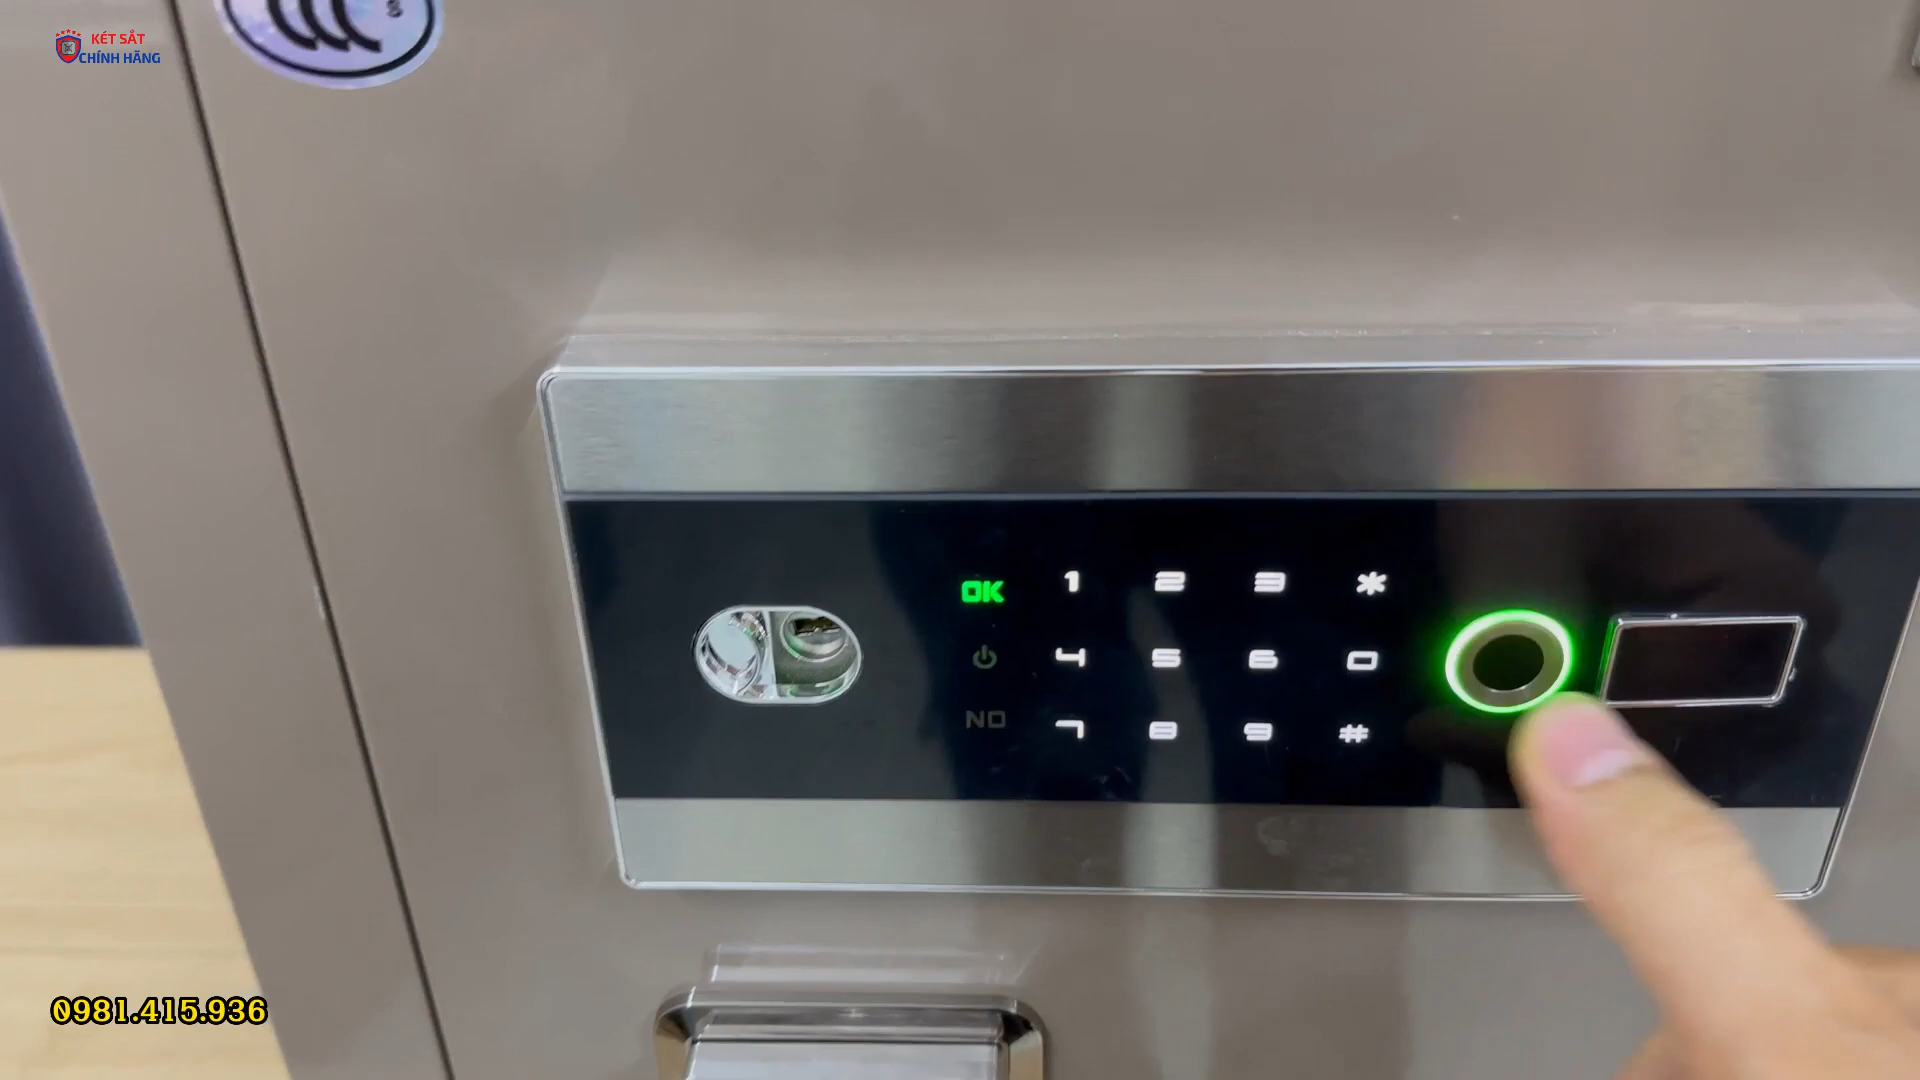 KÉT SẮT
CHÍNH HÃNG
OK 1 2 3 *
4 5 6 0
NO 7 8 9 #
0981.415.936